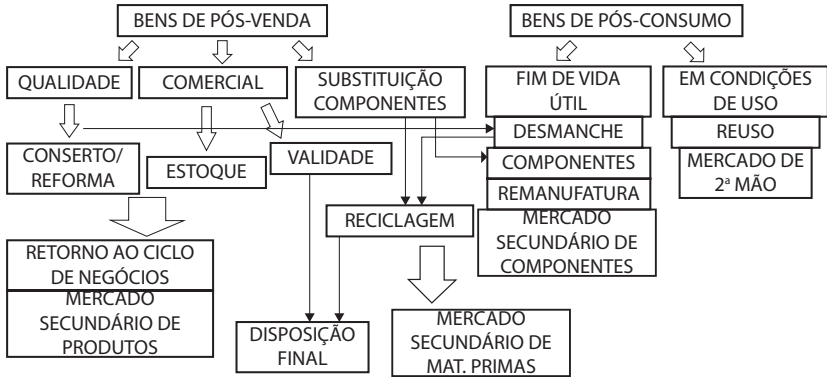 BENS DE PÓS-VENDA
BENS DE PÓS-CONSUMO
QUALIDADE
COMERCIAL
SUBSTITUIÇÃO
COMPONENTES
FIM DE VIDA
ÚTIL
EM CONDIÇÕES
DE USO
DESMANCHE
REUSO
CONSERTO/
REFORMA
ESTOQUE
VALIDADE
COMPONENTES
MERCADO DE
2ª MÃO
REMANUFATURA
RECICLAGEM
MERCADO
SECUNDÁRIO DE
COMPONENTES
RETORNO AO CICLO
DE NEGÓCIOS
MERCADO
SECUNDÁRIO DE
PRODUTOS
DISPOSIÇÃO
FINAL
MERCADO
SECUNDÁRIO DE
MAT. PRIMAS